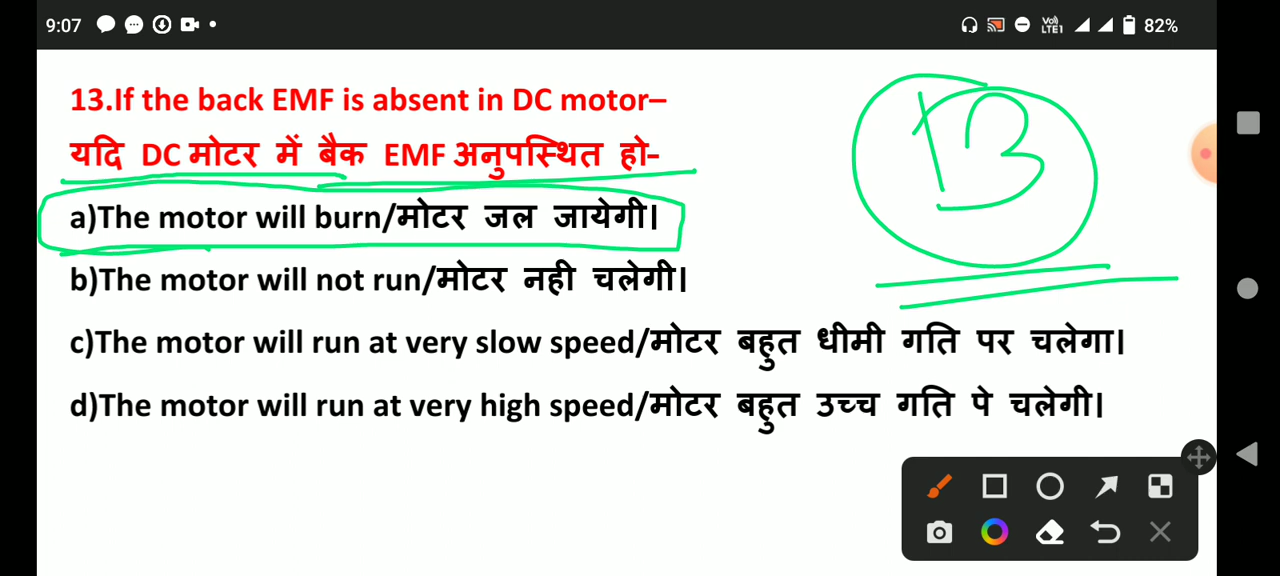 9:07 Vo) LTE1 82%
13.If the back EMF is absent in DC motor–
यदि DC मोटर में बैक EMF अनुपस्थित हो-
13
a)The motor will burn/मोटर जल जायेगी।
b)The motor will not run/मोटर नही चलेगी।
c)The motor will run at very slow speed/मोटर बहुत धीमी गति पर चलेगा।
d)The motor will run at very high speed/मोटर बहुत उच्च गति पे चलेगी।